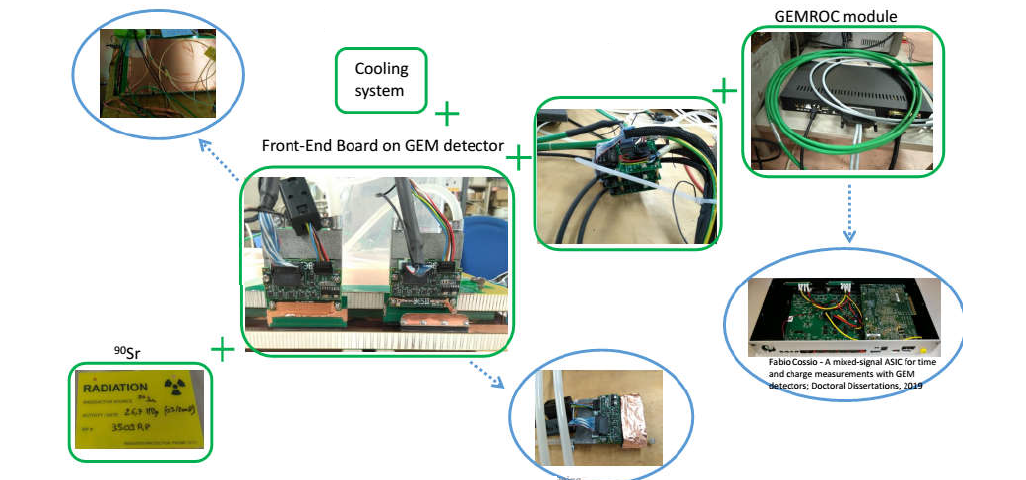 GEMROC module
Cooling
system
Front-End Board on GEM detector
90Sr
RADIATION
Fabio Cossio - A mixed-signal ASIC for time
and charge measurements with GEM
detectors; Doctoral Dissertations, 2019